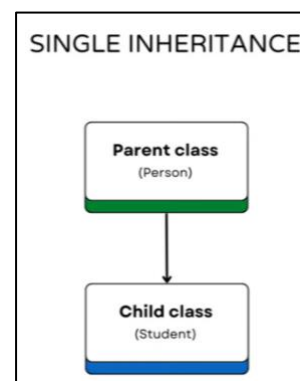 SINGLE INHERITANCE
Parent class
(Person)
Child class
(Student)